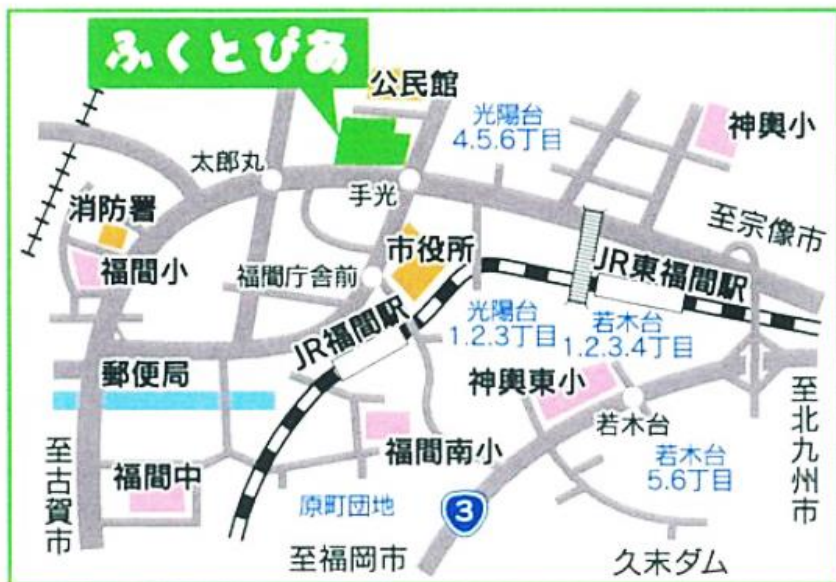 ふくとぴあ
公民館
光陽台
4.5.6丁目
神興小
太郎丸
手光
消防署
福間小
市役所
至宗像市
福間庁舎前
JR東福間駅
JR福間駅
光陽台
1.2.3丁目
若木台
1.2.3.4丁目
郵便局
神興東小
至北九州市
若木台
至古賀市
福間中
福間南小
若木台
5.6丁目
原町団地
3
至福岡市
久末ダム